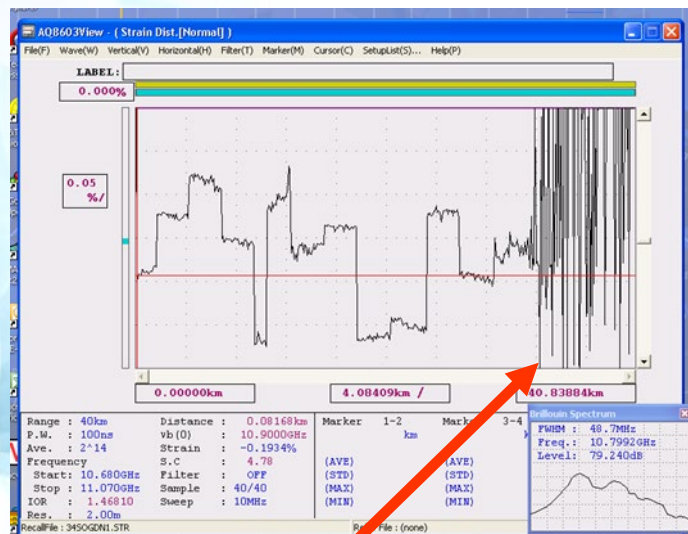 AQ8603View - ( Strain Dist.[Normal] )
File(F) Wave(W) Vertical(V) Horizontal(H) Filter(T) Marker(M) Cursor(C) SetupList(S)... Help(P)
LABEL:
0.000%
0.05
%/
0.00000km 4.08409km / 40.83884km
Range : 40km Distance : 0.08168km Marker 1-2 Marker 3-4
P.W. : 100ns vb(0) : 10.9000GHz km
Ave. : 2^14 Strain : -0.1934%
Frequency S.C : 4.78 (AVE) (AVE)
Start: 10.680GHz Filter : OFF (STD) (STD)
Stop : 11.070GHz Sample : 40/40 (MAX) (MAX)
IOR : 1.46810 Sweep : 10MHz (MIN) (MIN)
Res. : 2.00m
Brillouin Spectrum
FWHM : 48.7MHz
Freq.: 10.7992GHz
Level: 79.240dB
RecallFile : 34SOGDN1.STR File : (none)